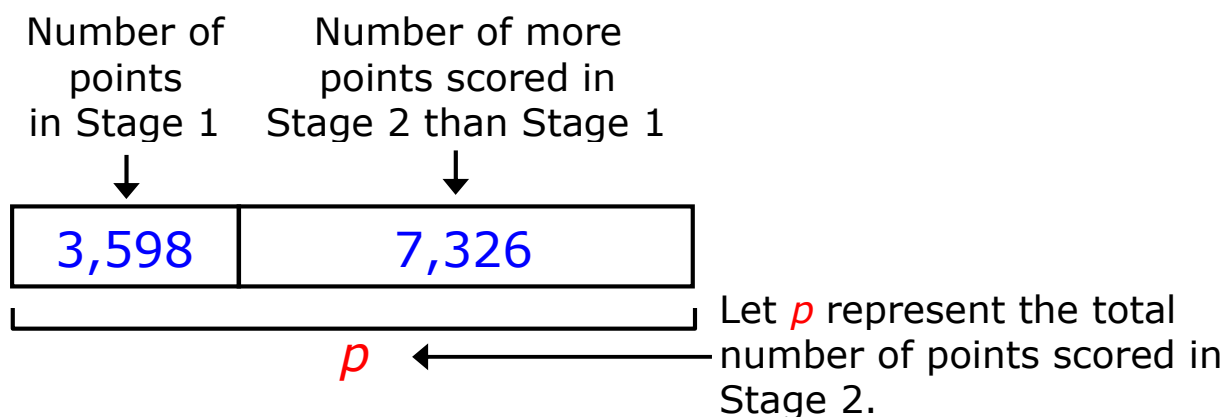 Number of
points
in Stage 1
Number of more
points scored in
Stage 2 than Stage 1
3,598
7,326
p
Let p represent the total
number of points scored in
Stage 2.